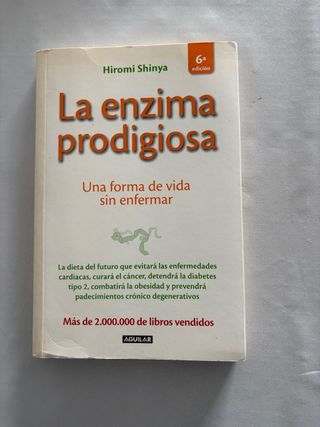 Hiromi Shinya
6ª
edición
La enzima
prodigiosa
Una forma de vida
sin enfermar
La dieta del futuro que evitará las enfermedades
cardiacas, curará el cáncer, detendrá la diabetes
tipo 2, combatirá la obesidad y prevendrá
padecimientos crónico degenerativos
Más de 2.000.000 de libros vendidos
AGUILAR